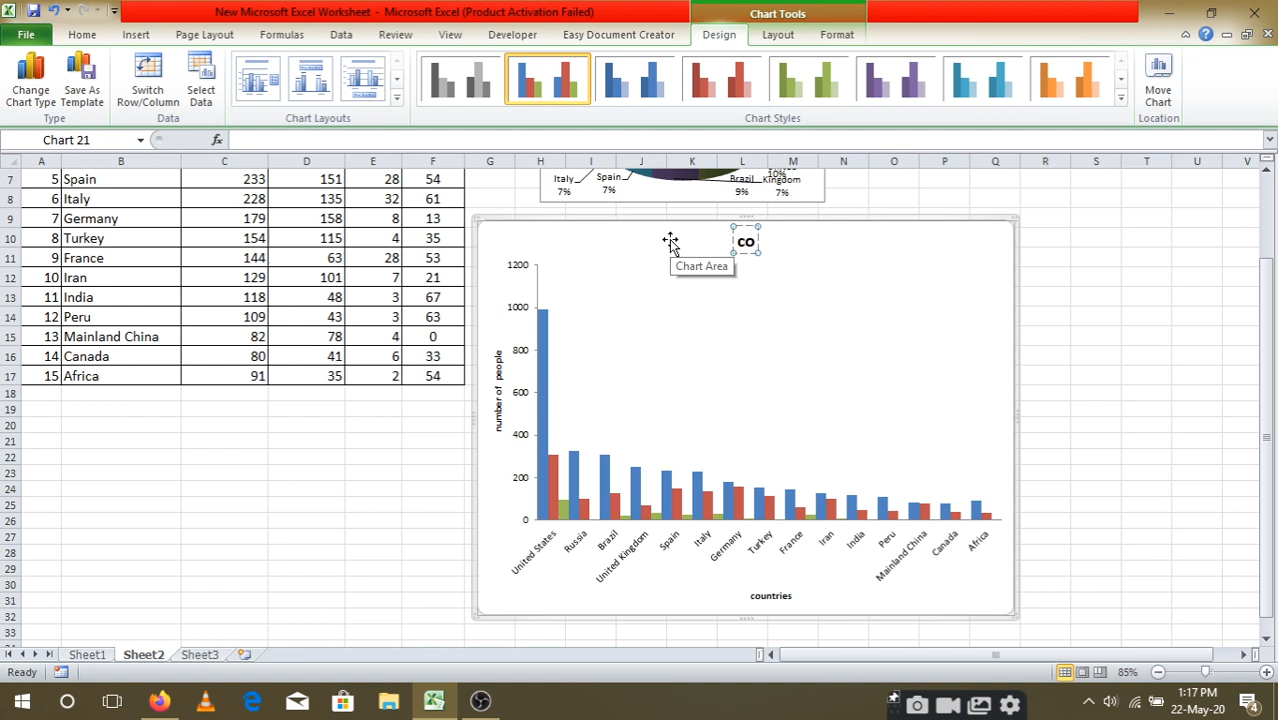 New Microsoft Excel Worksheet - Microsoft Excel (Product Activation Failed)
Chart Tools
File Home Insert Page Layout Formulas Data Review View Developer Easy Document Creator Design Layout Format
Change Chart Type
Save As Template
Switch Row/Column
Select Data
Move Chart
Type Data Chart Layouts Chart Styles Location
Chart 21 fx
A B C D E F G H I J K L M N O P Q R S T U V
7 5 Spain 233 151 28 54
8 6 Italy 228 135 32 61
9 7 Germany 179 158 8 13
10 8 Turkey 154 115 4 35
11 9 France 144 63 28 53
12 10 Iran 129 101 7 21
13 11 India 118 48 3 67
14 12 Peru 109 43 3 63
15 13 Mainland China 82 78 4 0
16 14 Canada 80 41 6 33
17 15 Africa 91 35 2 54
18
19
20
21
22
23
24
25
26
27
28
29
30
31
32
33
Italy 7%
Spain 7%
Brazil 9%
10%
Kingdom 7%
co
Chart Area
1200
1000
800
600
400
200
0
number of people
United States Russia Brazil United Kingdom Spain Italy Germany Turkey France Iran India Peru Mainland China Canada Africa
countries
Sheet1 Sheet2 Sheet3
Ready 85%
1:17 PM
22-May-20
4